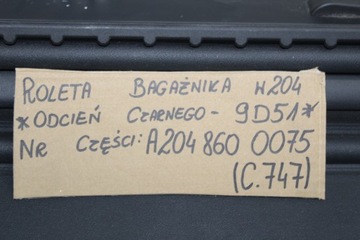 ROLETA BAGAŻNIKA W204
*ODCIEŃ CZARNEGO - 9D51*
NR CZĘŚCI: A204 860 0075
(C.747)